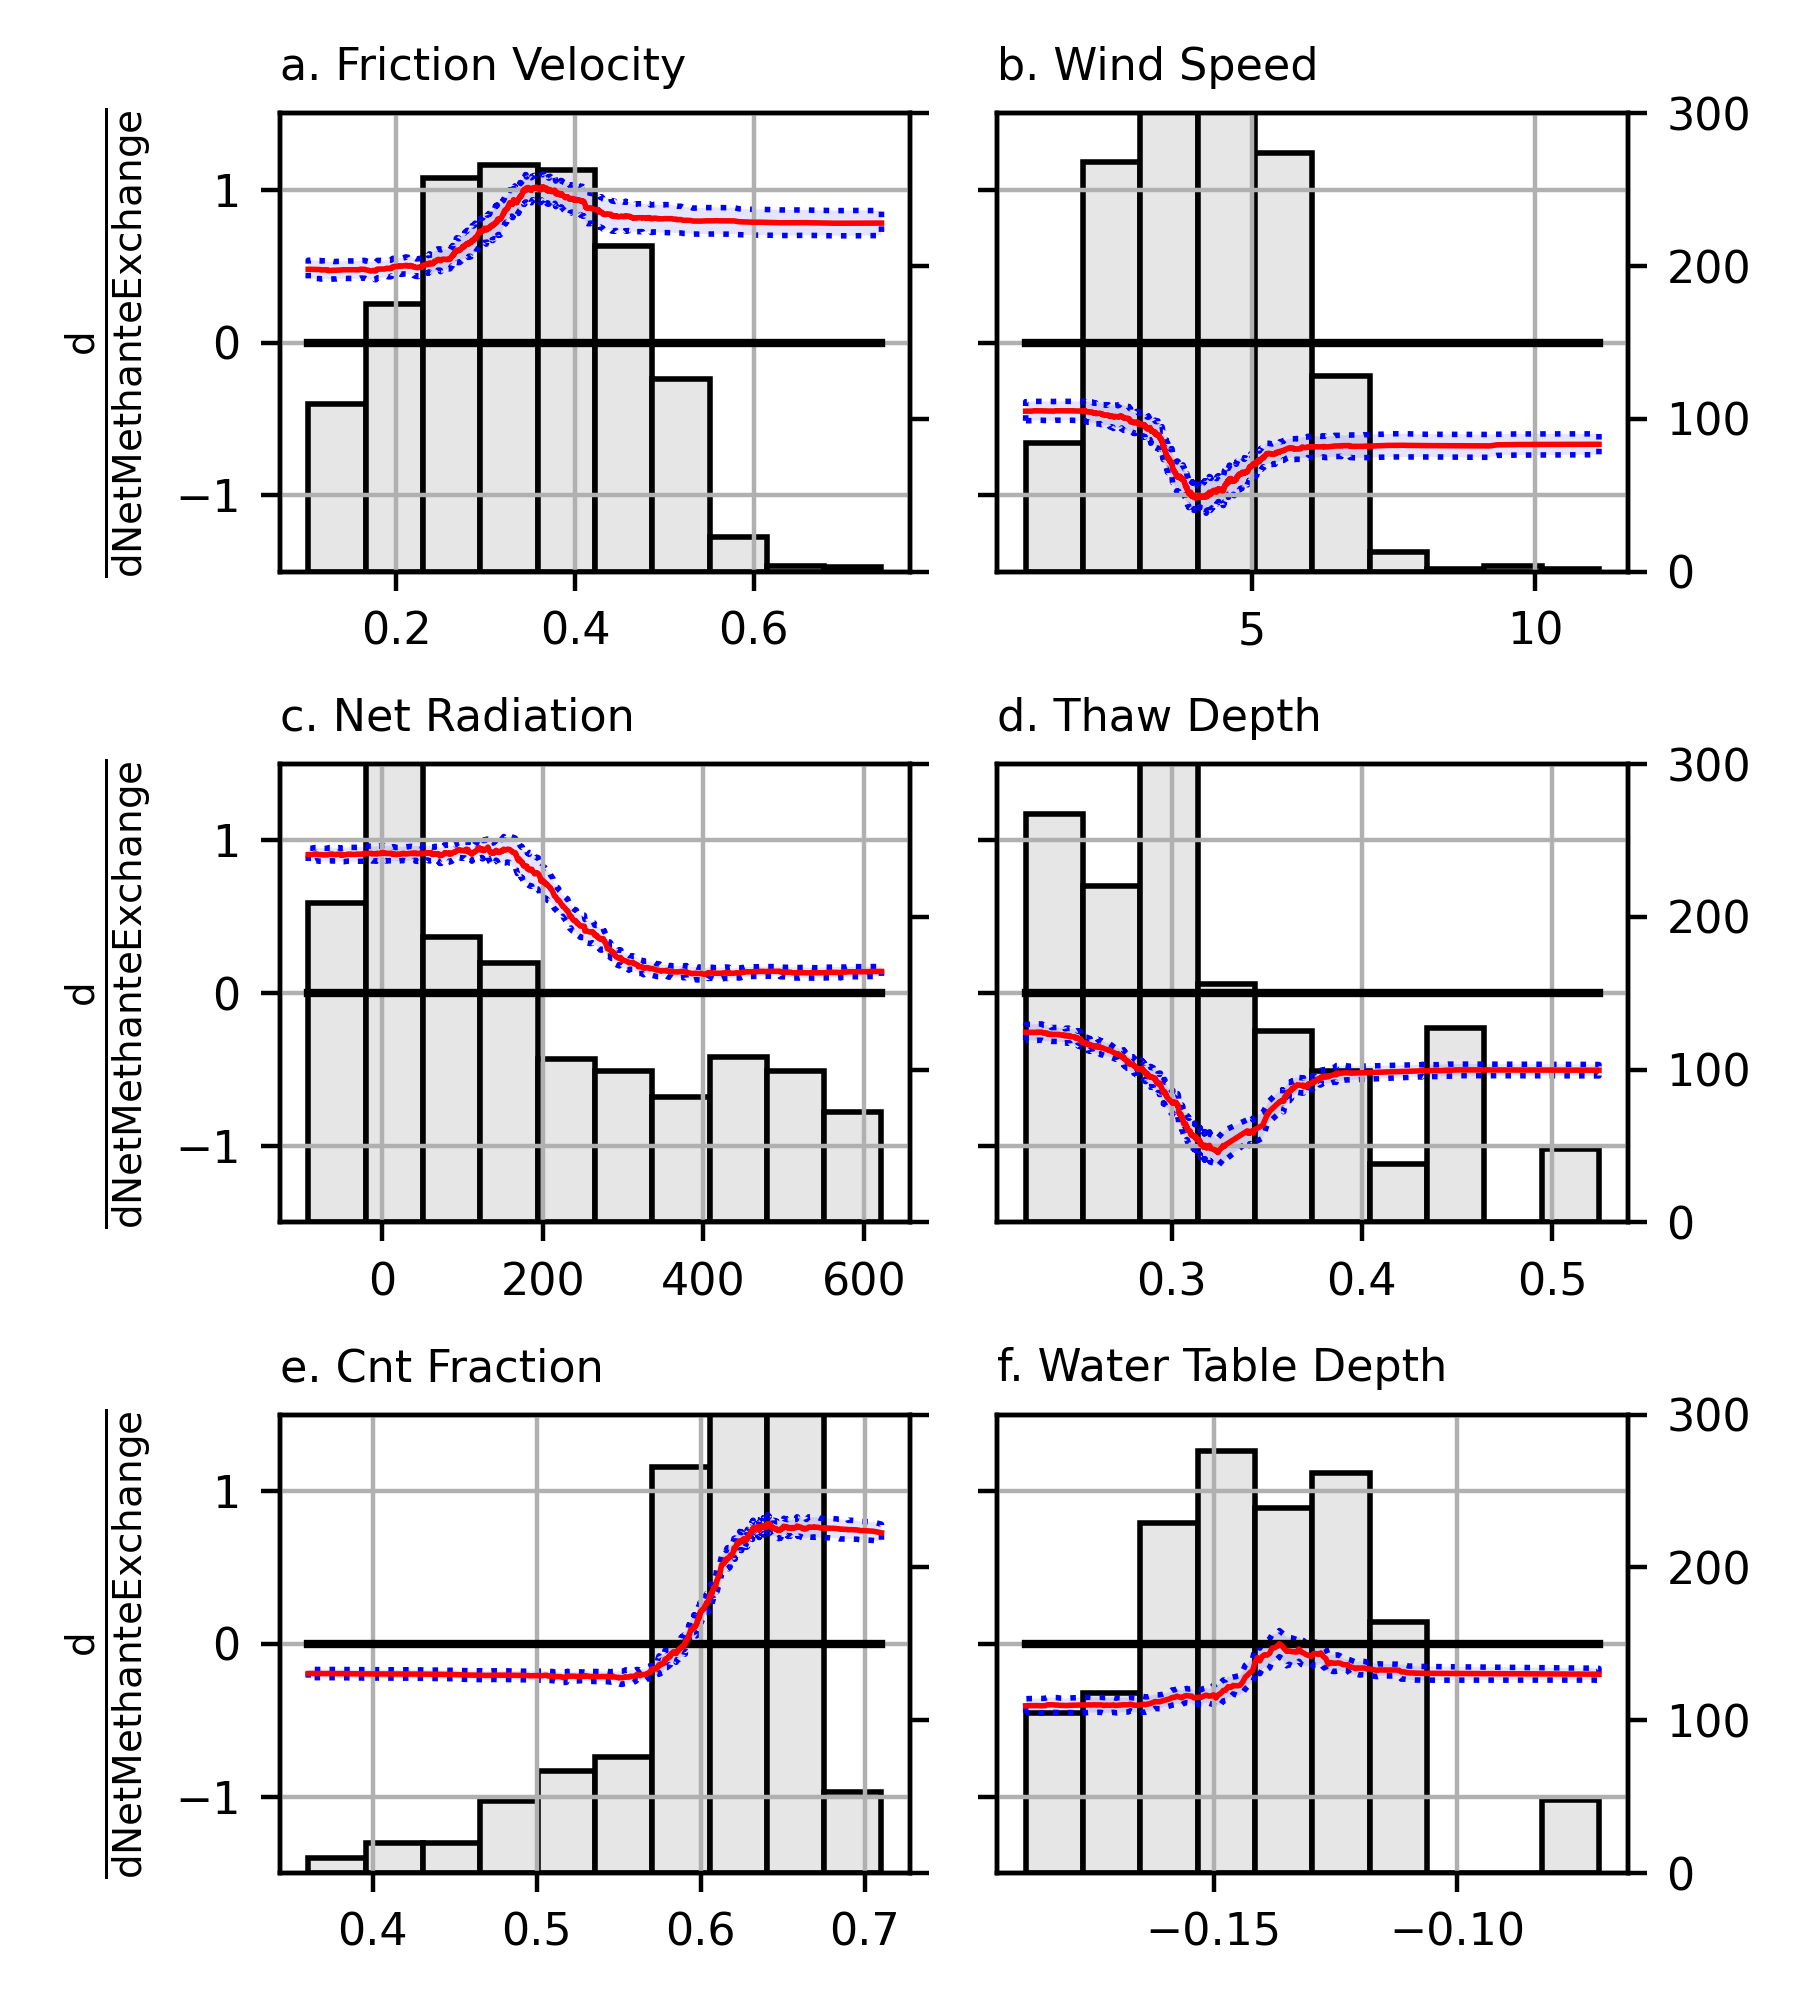 a. Friction Velocity
b. Wind Speed
d
dNetMethanteExchange
1
0
−1
300
200
100
0
0.2 0.4 0.6
5 10
c. Net Radiation
d. Thaw Depth
d
dNetMethanteExchange
1
0
−1
300
200
100
0
0 200 400 600
0.3 0.4 0.5
e. Cnt Fraction
f. Water Table Depth
d
dNetMethanteExchange
1
0
−1
300
200
100
0
0.4 0.5 0.6 0.7
−0.15 −0.10